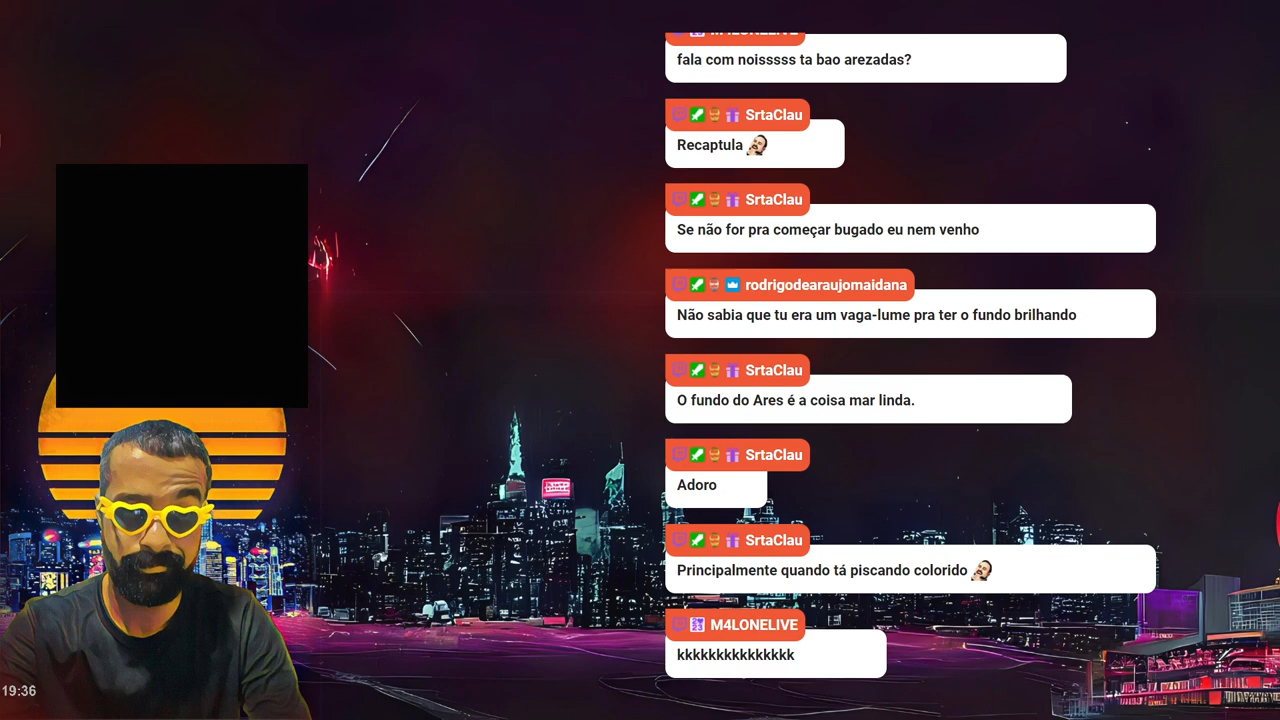 M4LONELIVE
fala com noisssss ta bao arezadas?
SrtaClau
Recaptula
SrtaClau
Se não for pra começar bugado eu nem venho
rodrigodearaujomaidana
Não sabia que tu era um vaga-lume pra ter o fundo brilhando
SrtaClau
O fundo do Ares é a coisa mar linda.
SrtaClau
Adoro
SrtaClau
Principalmente quando tá piscando colorido
M4LONELIVE
kkkkkkkkkkkkkkk
19:36